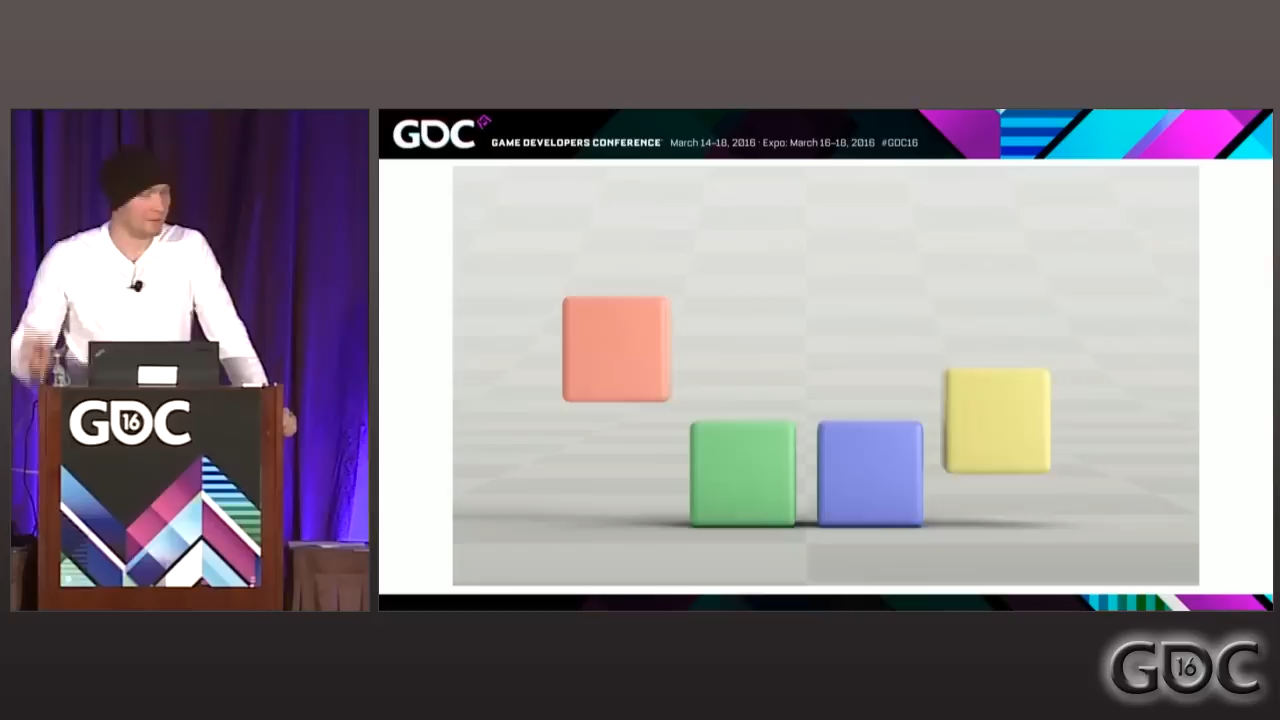 GDC
GAME DEVELOPERS CONFERENCE March 14–18, 2016 · Expo: March 16–18, 2016 #GDC16
GDC
16
GDC
16